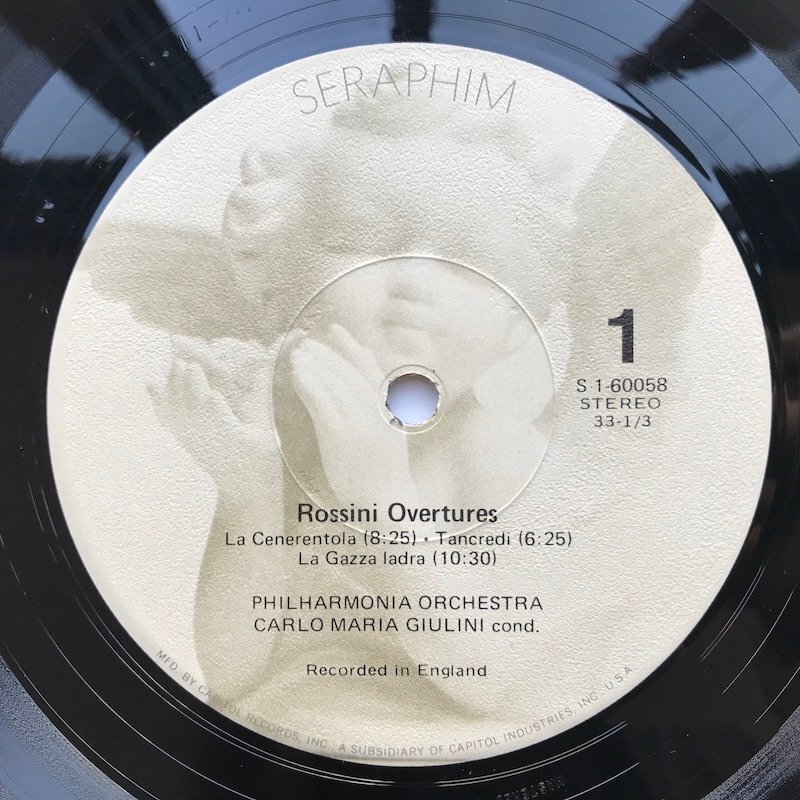 SERAPHIM
1
S 1-60058
STEREO
33-1/3
Rossini Overtures
La Cenerentola (8:25) • Tancredi (6:25)
La Gazza ladra (10:30)
PHILHARMONIA ORCHESTRA
CARLO MARIA GIULINI cond.
Recorded in England
MFD. BY CAPITOL RECORDS, INC., A SUBSIDIARY OF CAPITOL INDUSTRIES, INC. U.S.A.